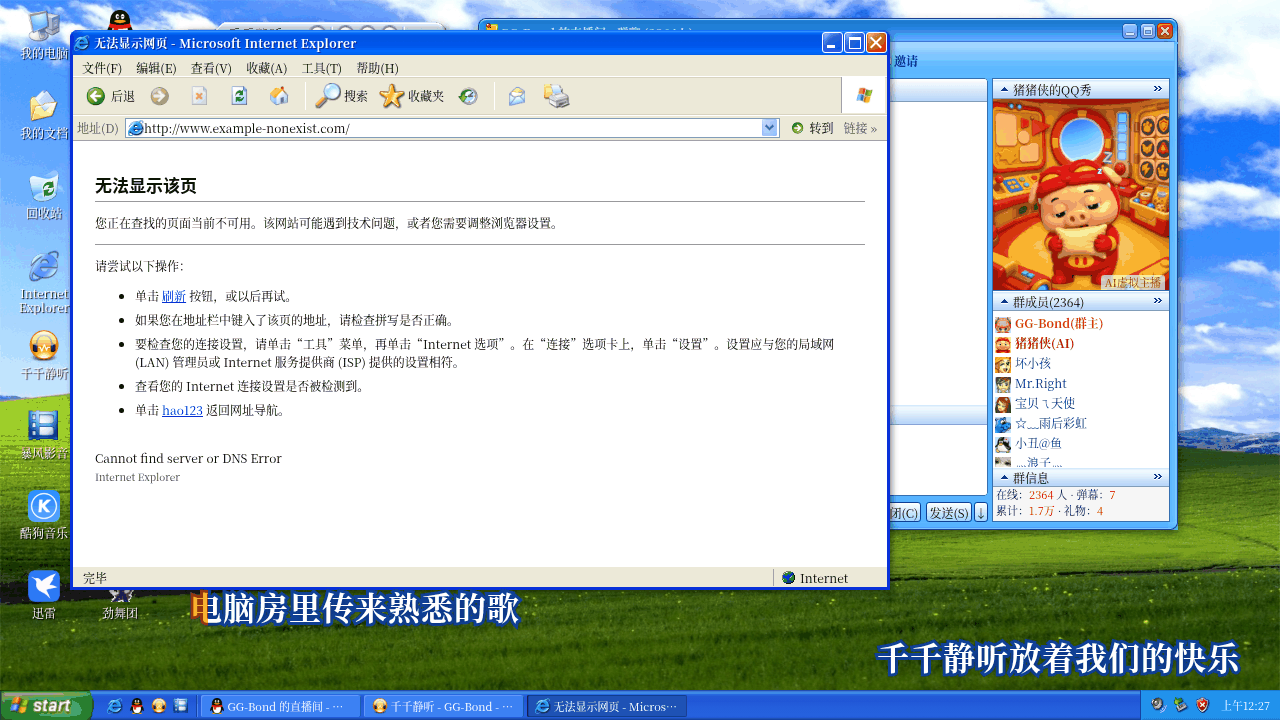 我的电脑
我的文档
回收站
Internet
Explorer
千千静听
暴风影音
酷狗音乐
迅雷
劲舞团
无法显示网页 - Microsoft Internet Explorer
文件(F) 编辑(E) 查看(V) 收藏(A) 工具(T) 帮助(H)
后退 搜索 收藏夹
地址(D) http://www.example-nonexist.com/ 转到 链接 »
无法显示该页
您正在查找的页面当前不可用。该网站可能遇到技术问题，或者您需要调整浏览器设置。
请尝试以下操作：
单击 刷新 按钮，或以后再试。
如果您在地址栏中键入了该页的地址，请检查拼写是否正确。
要检查您的连接设置，请单击“工具”菜单，再单击“Internet 选项”。在“连接”选项卡上，单击“设置”。设置应与您的局域网
(LAN) 管理员或 Internet 服务提供商 (ISP) 提供的设置相符。
查看您的 Internet 连接设置是否被检测到。
单击 hao123 返回网址导航。
Cannot find server or DNS Error
Internet Explorer
完毕 Internet
邀请
猪猪侠的QQ秀
z
z
AI虚拟主播
群成员(2364)
GG-Bond(群主)
猪猪侠(AI)
坏小孩
Mr.Right
宝贝ㄟ天使
☆﹏雨后彩虹
小丑@鱼
﹏浪子﹏
群信息
在线：2364 人 · 弹幕：7
累计：1.7万 · 礼物：4
闭(C) 发送(S) ↓
电脑房里传来熟悉的歌
千千静听放着我们的快乐
start
GG-Bond 的直播间 - …
千千静听 - GG-Bond - …
无法显示网页 - Micros…
上午12:27